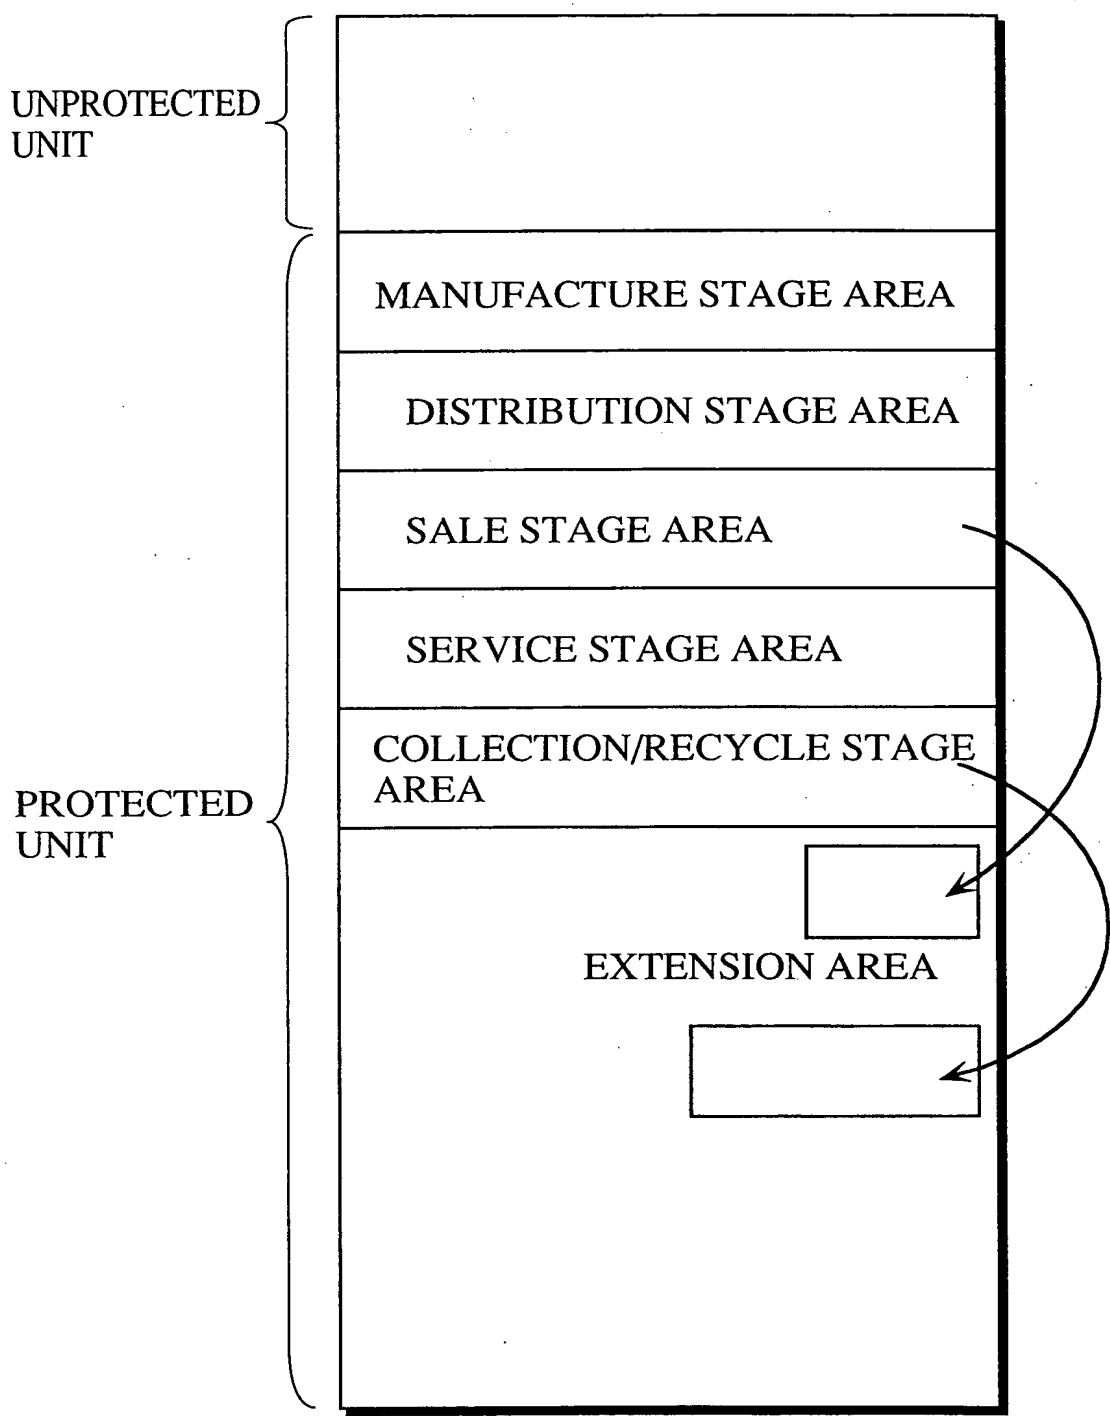 UNPROTECTED
UNIT
MANUFACTURE STAGE AREA
DISTRIBUTION STAGE AREA
SALE STAGE AREA
SERVICE STAGE AREA
COLLECTION/RECYCLE STAGE
AREA
PROTECTED
UNIT
EXTENSION AREA